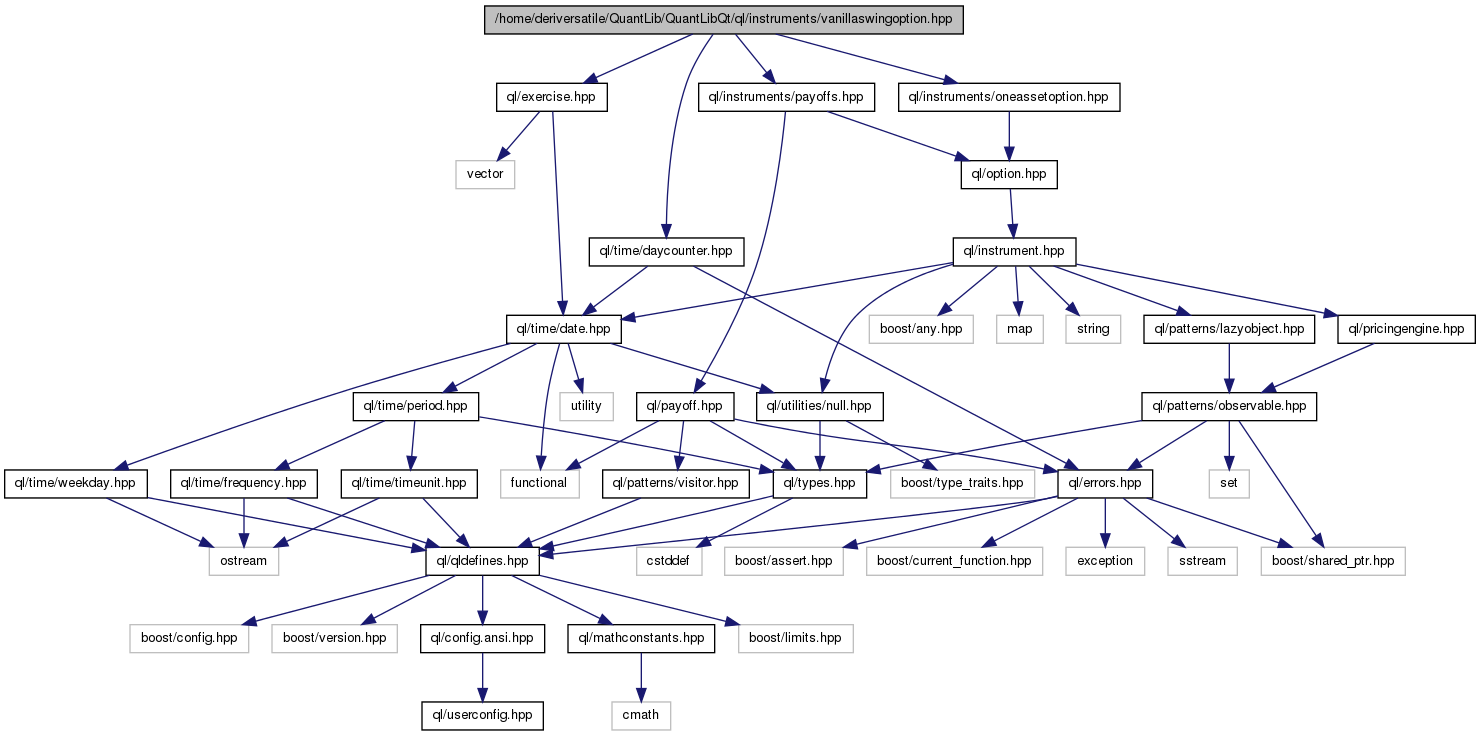 /home/deriversatile/QuantLib/QuantLibQt/ql/instruments/vanillaswingoption.hpp
ql/exercise.hpp
ql/instruments/payoffs.hpp
ql/instruments/oneassetoption.hpp
vector
ql/option.hpp
ql/time/daycounter.hpp
ql/instrument.hpp
ql/time/date.hpp
boost/any.hpp
map
string
ql/patterns/lazyobject.hpp
ql/pricingengine.hpp
ql/time/period.hpp
utility
ql/payoff.hpp
ql/utilities/null.hpp
ql/patterns/observable.hpp
ql/time/weekday.hpp
ql/time/frequency.hpp
ql/time/timeunit.hpp
functional
ql/patterns/visitor.hpp
ql/types.hpp
boost/type_traits.hpp
ql/errors.hpp
set
ostream
ql/qldefines.hpp
cstddef
boost/assert.hpp
boost/current_function.hpp
exception
sstream
boost/shared_ptr.hpp
boost/config.hpp
boost/version.hpp
ql/config.ansi.hpp
ql/mathconstants.hpp
boost/limits.hpp
ql/userconfig.hpp
cmath